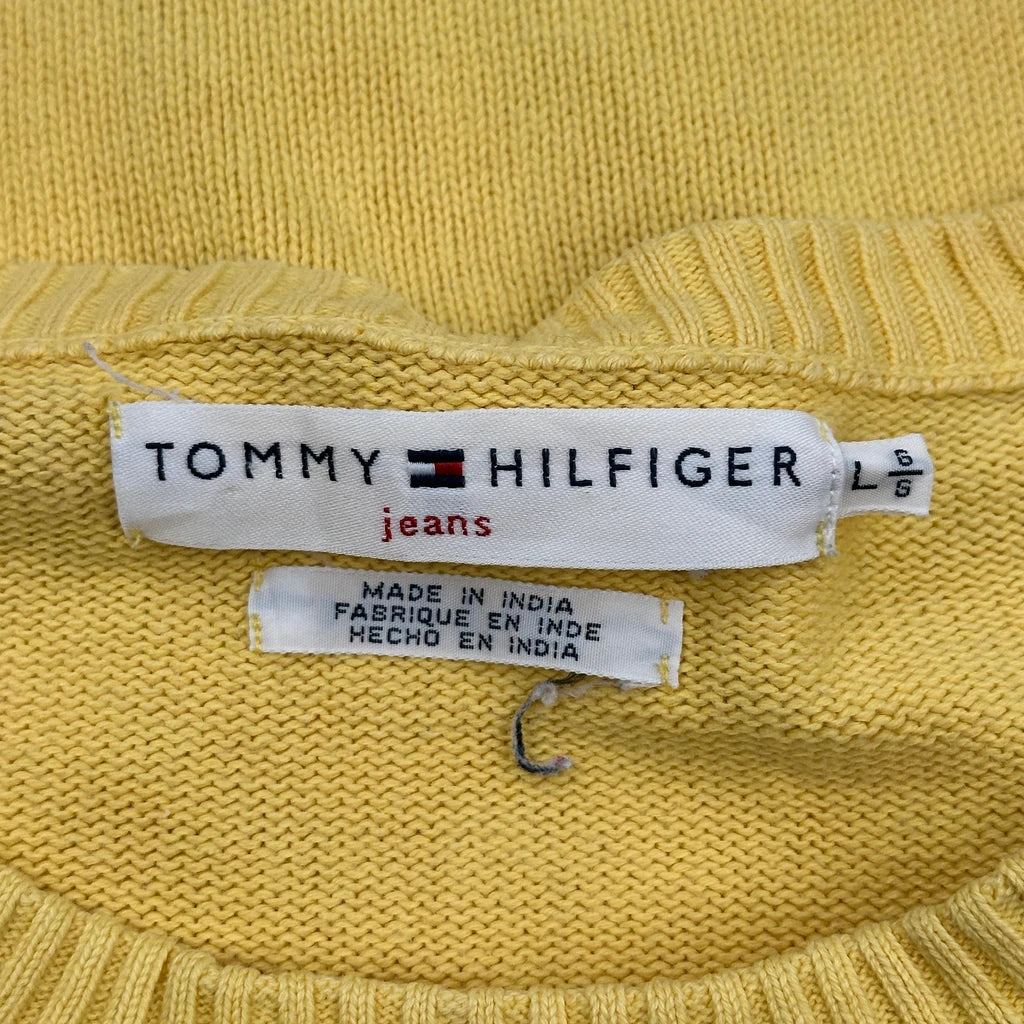 TOMMY HILFIGER
jeans
L G/G
MADE IN INDIA
FABRIQUE EN INDE
HECHO EN INDIA